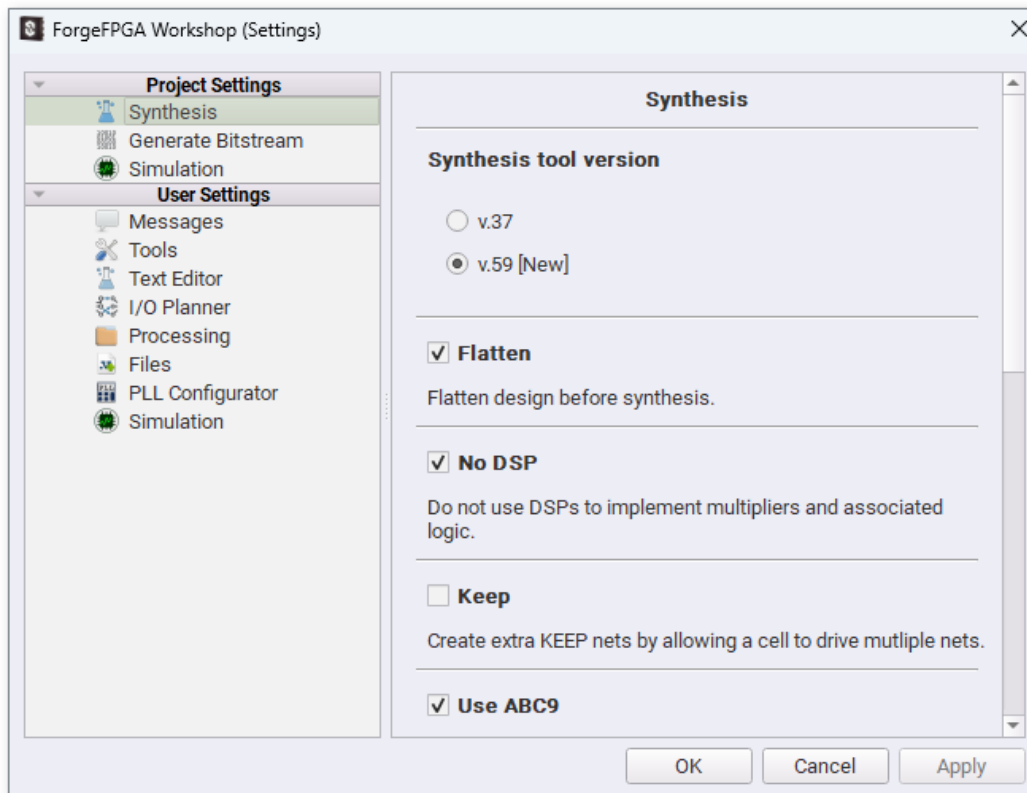 ForgeFPGA Workshop (Settings)
Project Settings
Synthesis
Generate Bitstream
Simulation
User Settings
Messages
Tools
Text Editor
I/O Planner
Processing
Files
PLL Configurator
Simulation
Synthesis
Synthesis tool version
v.37
v.59 [New]
Flatten
Flatten design before synthesis.
No DSP
Do not use DSPs to implement multipliers and associated
logic.
Keep
Create extra KEEP nets by allowing a cell to drive mutliple nets.
Use ABC9
OK
Cancel
Apply